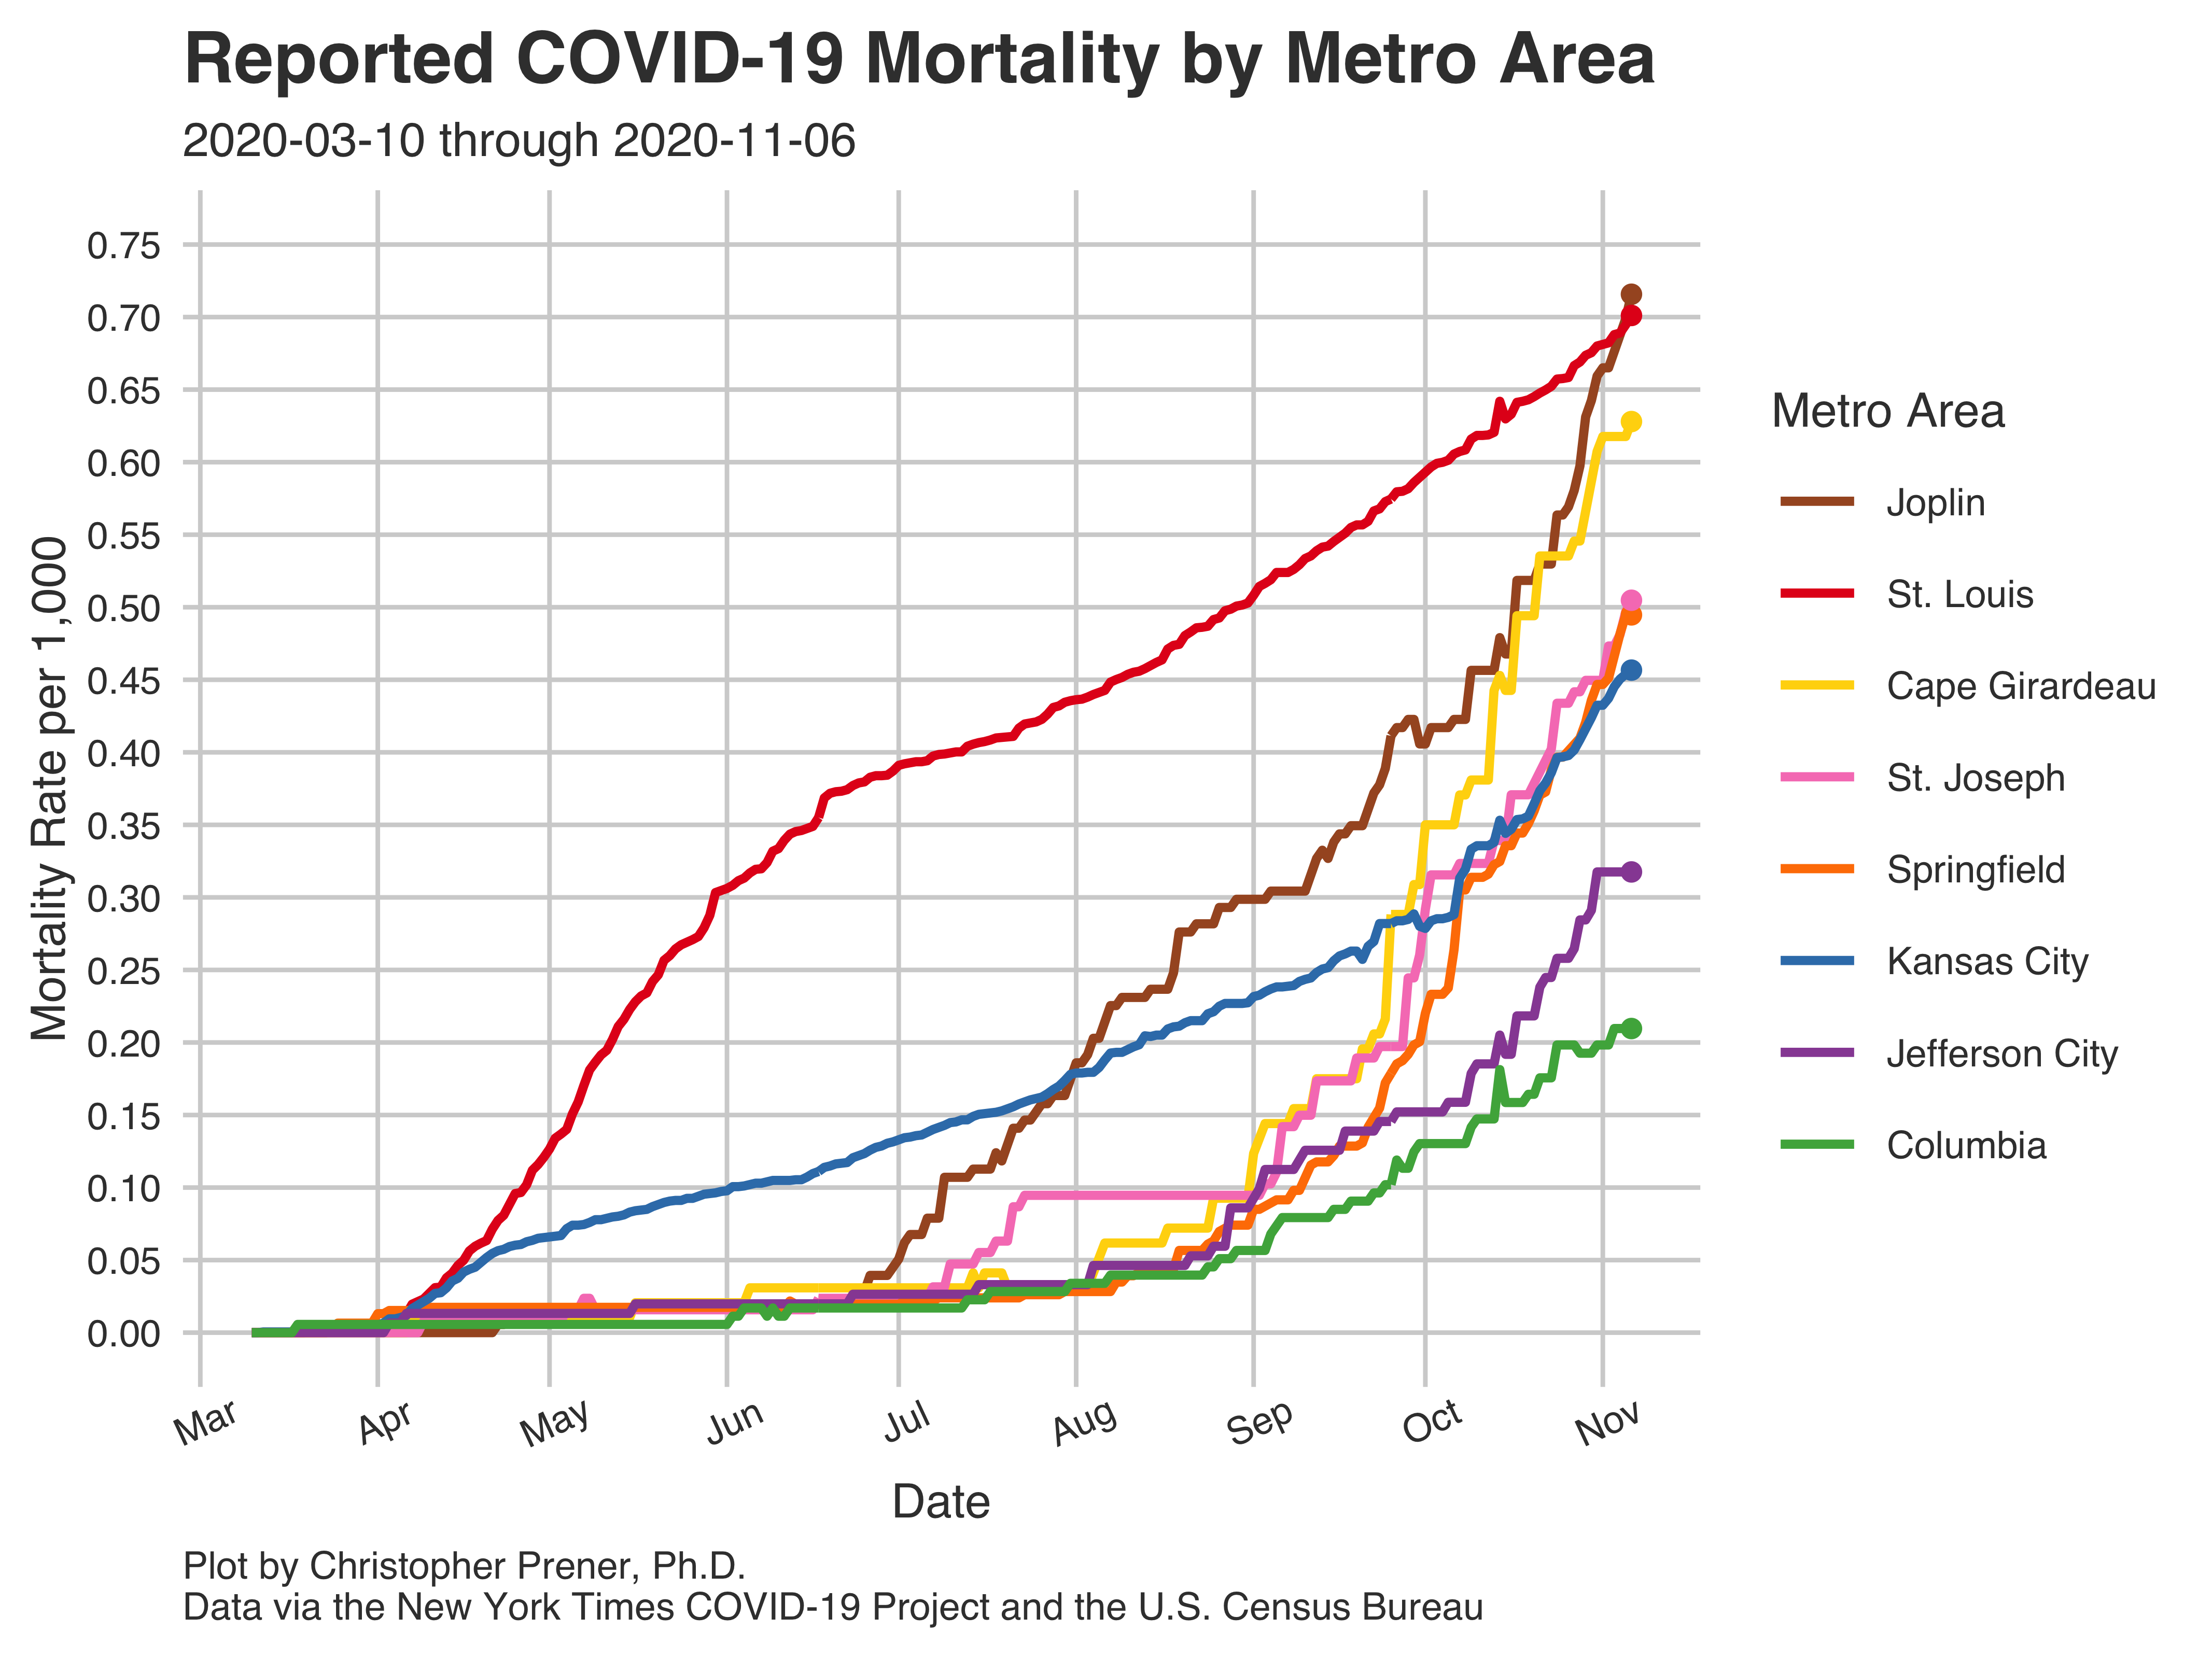 Reported COVID-19 Mortality by Metro Area
2020-03-10 through 2020-11-06
Mortality Rate per 1,000
0.75
0.70
0.65
0.60
0.55
0.50
0.45
0.40
0.35
0.30
0.25
0.20
0.15
0.10
0.05
0.00
Mar
Apr
May
Jun
Jul
Aug
Sep
Oct
Nov
Date
Metro Area
Joplin
St. Louis
Cape Girardeau
St. Joseph
Springfield
Kansas City
Jefferson City
Columbia
Plot by Christopher Prener, Ph.D.
Data via the New York Times COVID-19 Project and the U.S. Census Bureau